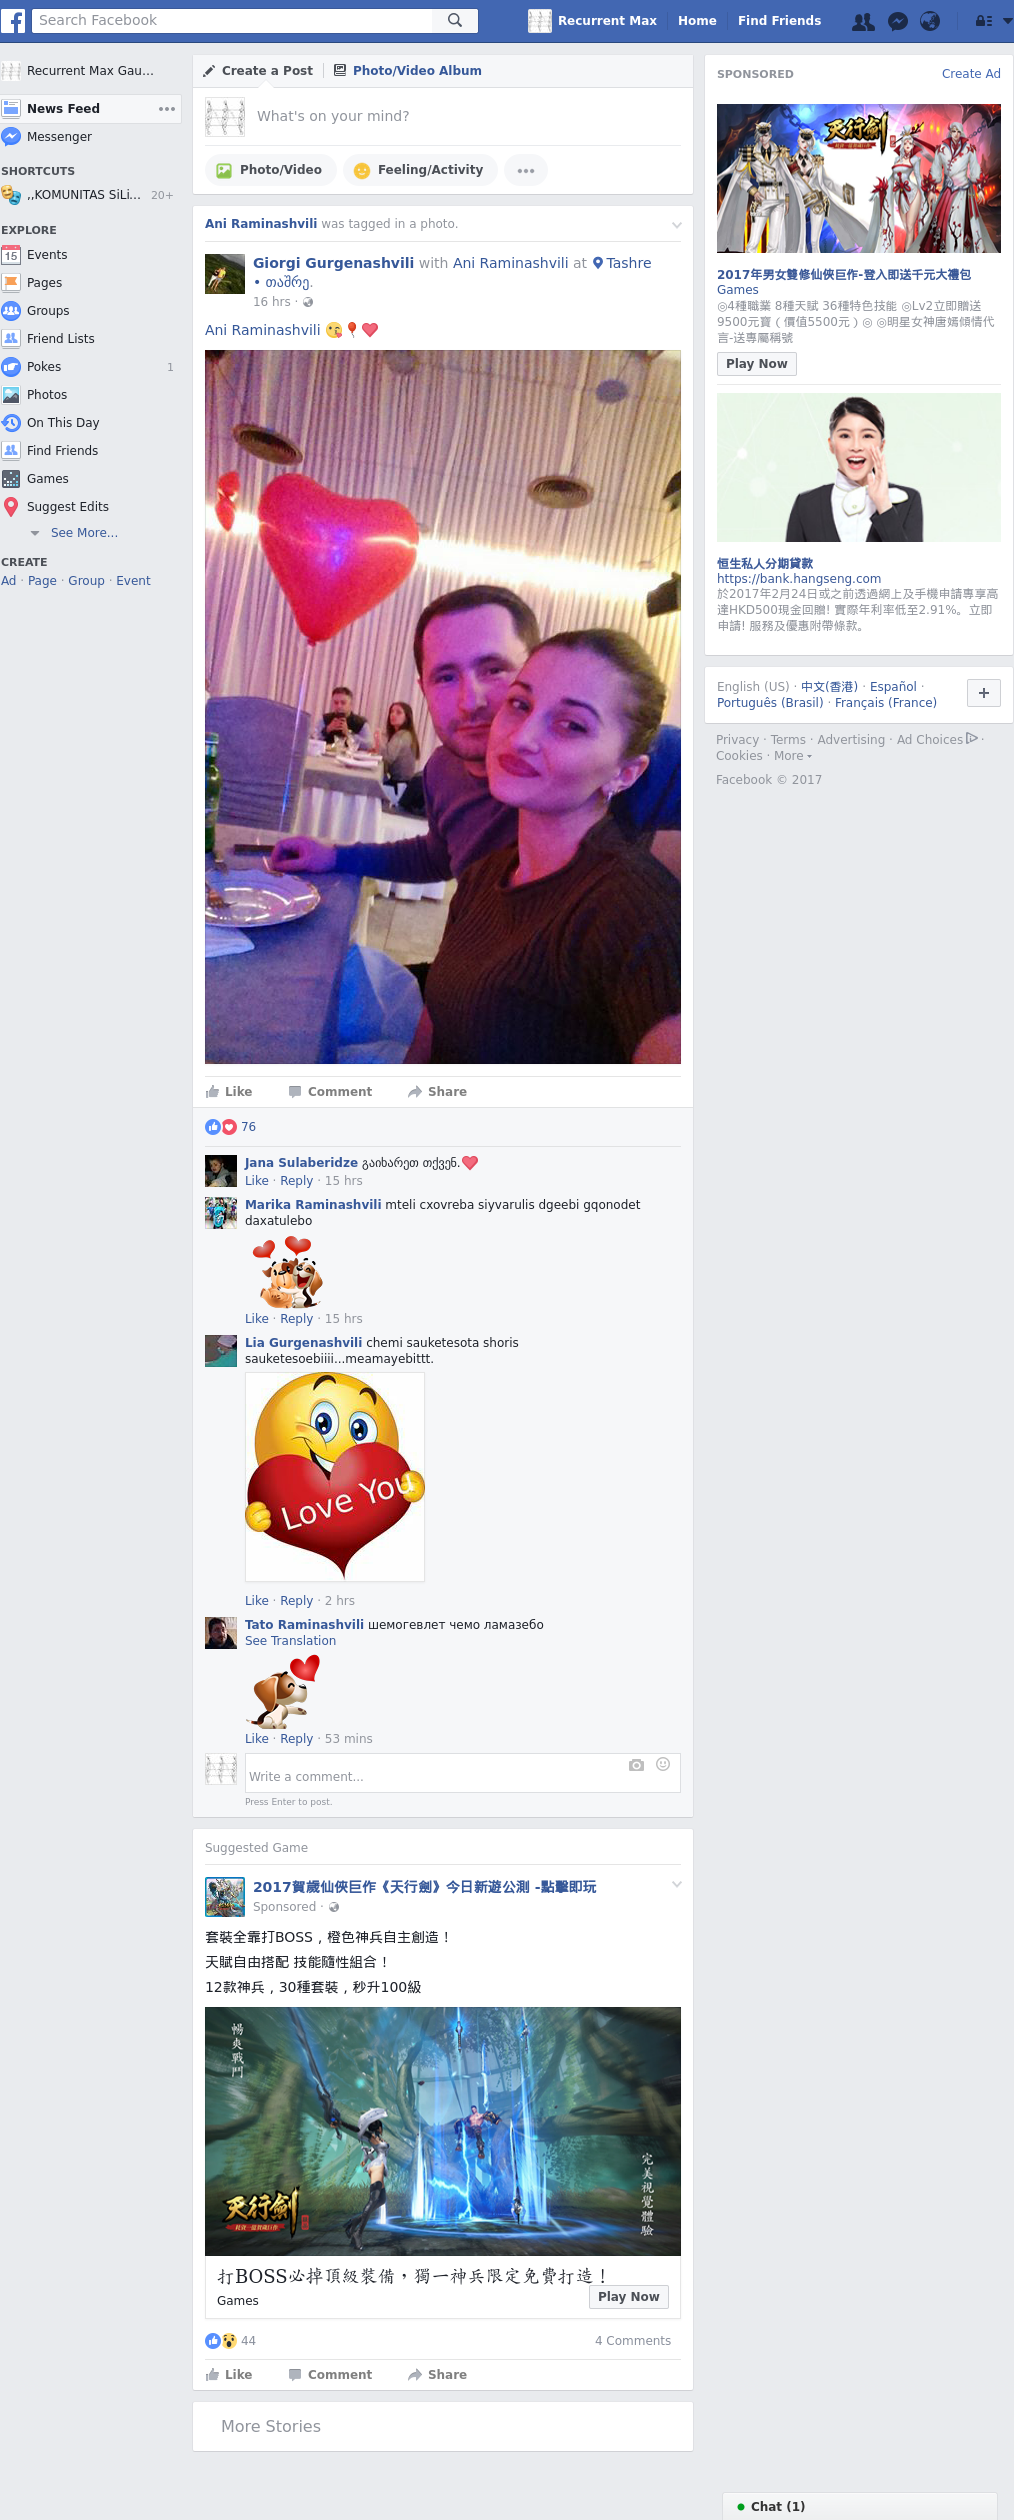 Search Facebook
Recurrent Max
Home
Find Friends
Recurrent Max Gau...
News Feed
Messenger
SHORTCUTS
,,KOMUNITAS SiLi... 20+
EXPLORE
Events
Pages
Groups
Friend Lists
Pokes 1
Photos
On This Day
Find Friends
Games
Suggest Edits
See More...
CREATE
Ad · Page · Group · Event
Create a Post
Photo/Video Album
What's on your mind?
Photo/Video
Feeling/Activity
Ani Raminashvili was tagged in a photo.
Giorgi Gurgenashvili with Ani Raminashvili at Tashre
• თაშრე.
16 hrs ·
Ani Raminashvili 😘🎈❤
Like Comment Share
76
Jana Sulaberidze გაიხარეთ თქვენ.❤
Like · Reply · 15 hrs
Marika Raminashvili mteli cxovreba siyvarulis dgeebi gqonodet
daxatulebo
Like · Reply · 15 hrs
Lia Gurgenashvili chemi sauketesota shoris
sauketesoebiiii...meamayebittt.
Love You
Like · Reply · 2 hrs
Tato Raminashvili шемогевлет чемо ламазебо
See Translation
Like · Reply · 53 mins
Write a comment...
Press Enter to post.
Suggested Game
2017賀歲仙俠巨作《天行劍》今日新遊公測 -點擊即玩
Sponsored ·
套裝全靠打BOSS，橙色神兵自主創造！
天賦自由搭配 技能隨性組合！
12款神兵，30種套裝，秒升100級
暢爽戰鬥
完美視覺體驗
天行劍
打BOSS必掉頂級裝備，獨一神兵限定免費打造！
Games
Play Now
44
4 Comments
Like Comment Share
More Stories
SPONSORED
Create Ad
天行劍
2017年男女雙修仙俠巨作-登入即送千元大禮包
Games
◎4種職業 8種天賦 36種特色技能 ◎Lv2立即贈送
9500元寶（價值5500元）◎ ◎明星女神唐嫣傾情代
言-送專屬稱號
Play Now
恒生私人分期貸款
https://bank.hangseng.com
於2017年2月24日或之前透過網上及手機申請專享高
達HKD500現金回贈! 實際年利率低至2.91%。立即
申請! 服務及優惠附帶條款。
English (US) · 中文(香港) · Español ·
Português (Brasil) · Français (France)
Privacy · Terms · Advertising · Ad Choices ·
Cookies · More
Facebook © 2017
Chat (1)